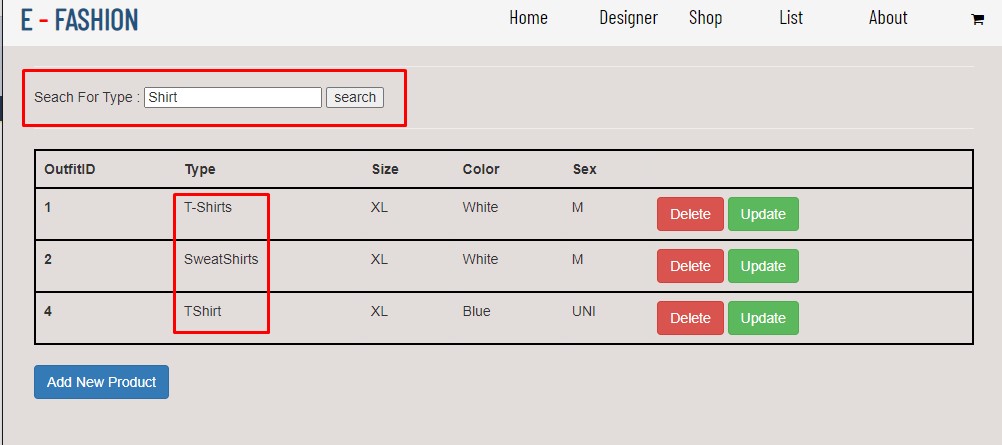 E - FASHION Home Designer Shop List About
Seach For Type : Shirt search
OutfitID Type Size Color Sex
1 T-Shirts XL White M Delete Update
2 SweatShirts XL White M Delete Update
4 TShirt XL Blue UNI Delete Update
Add New Product